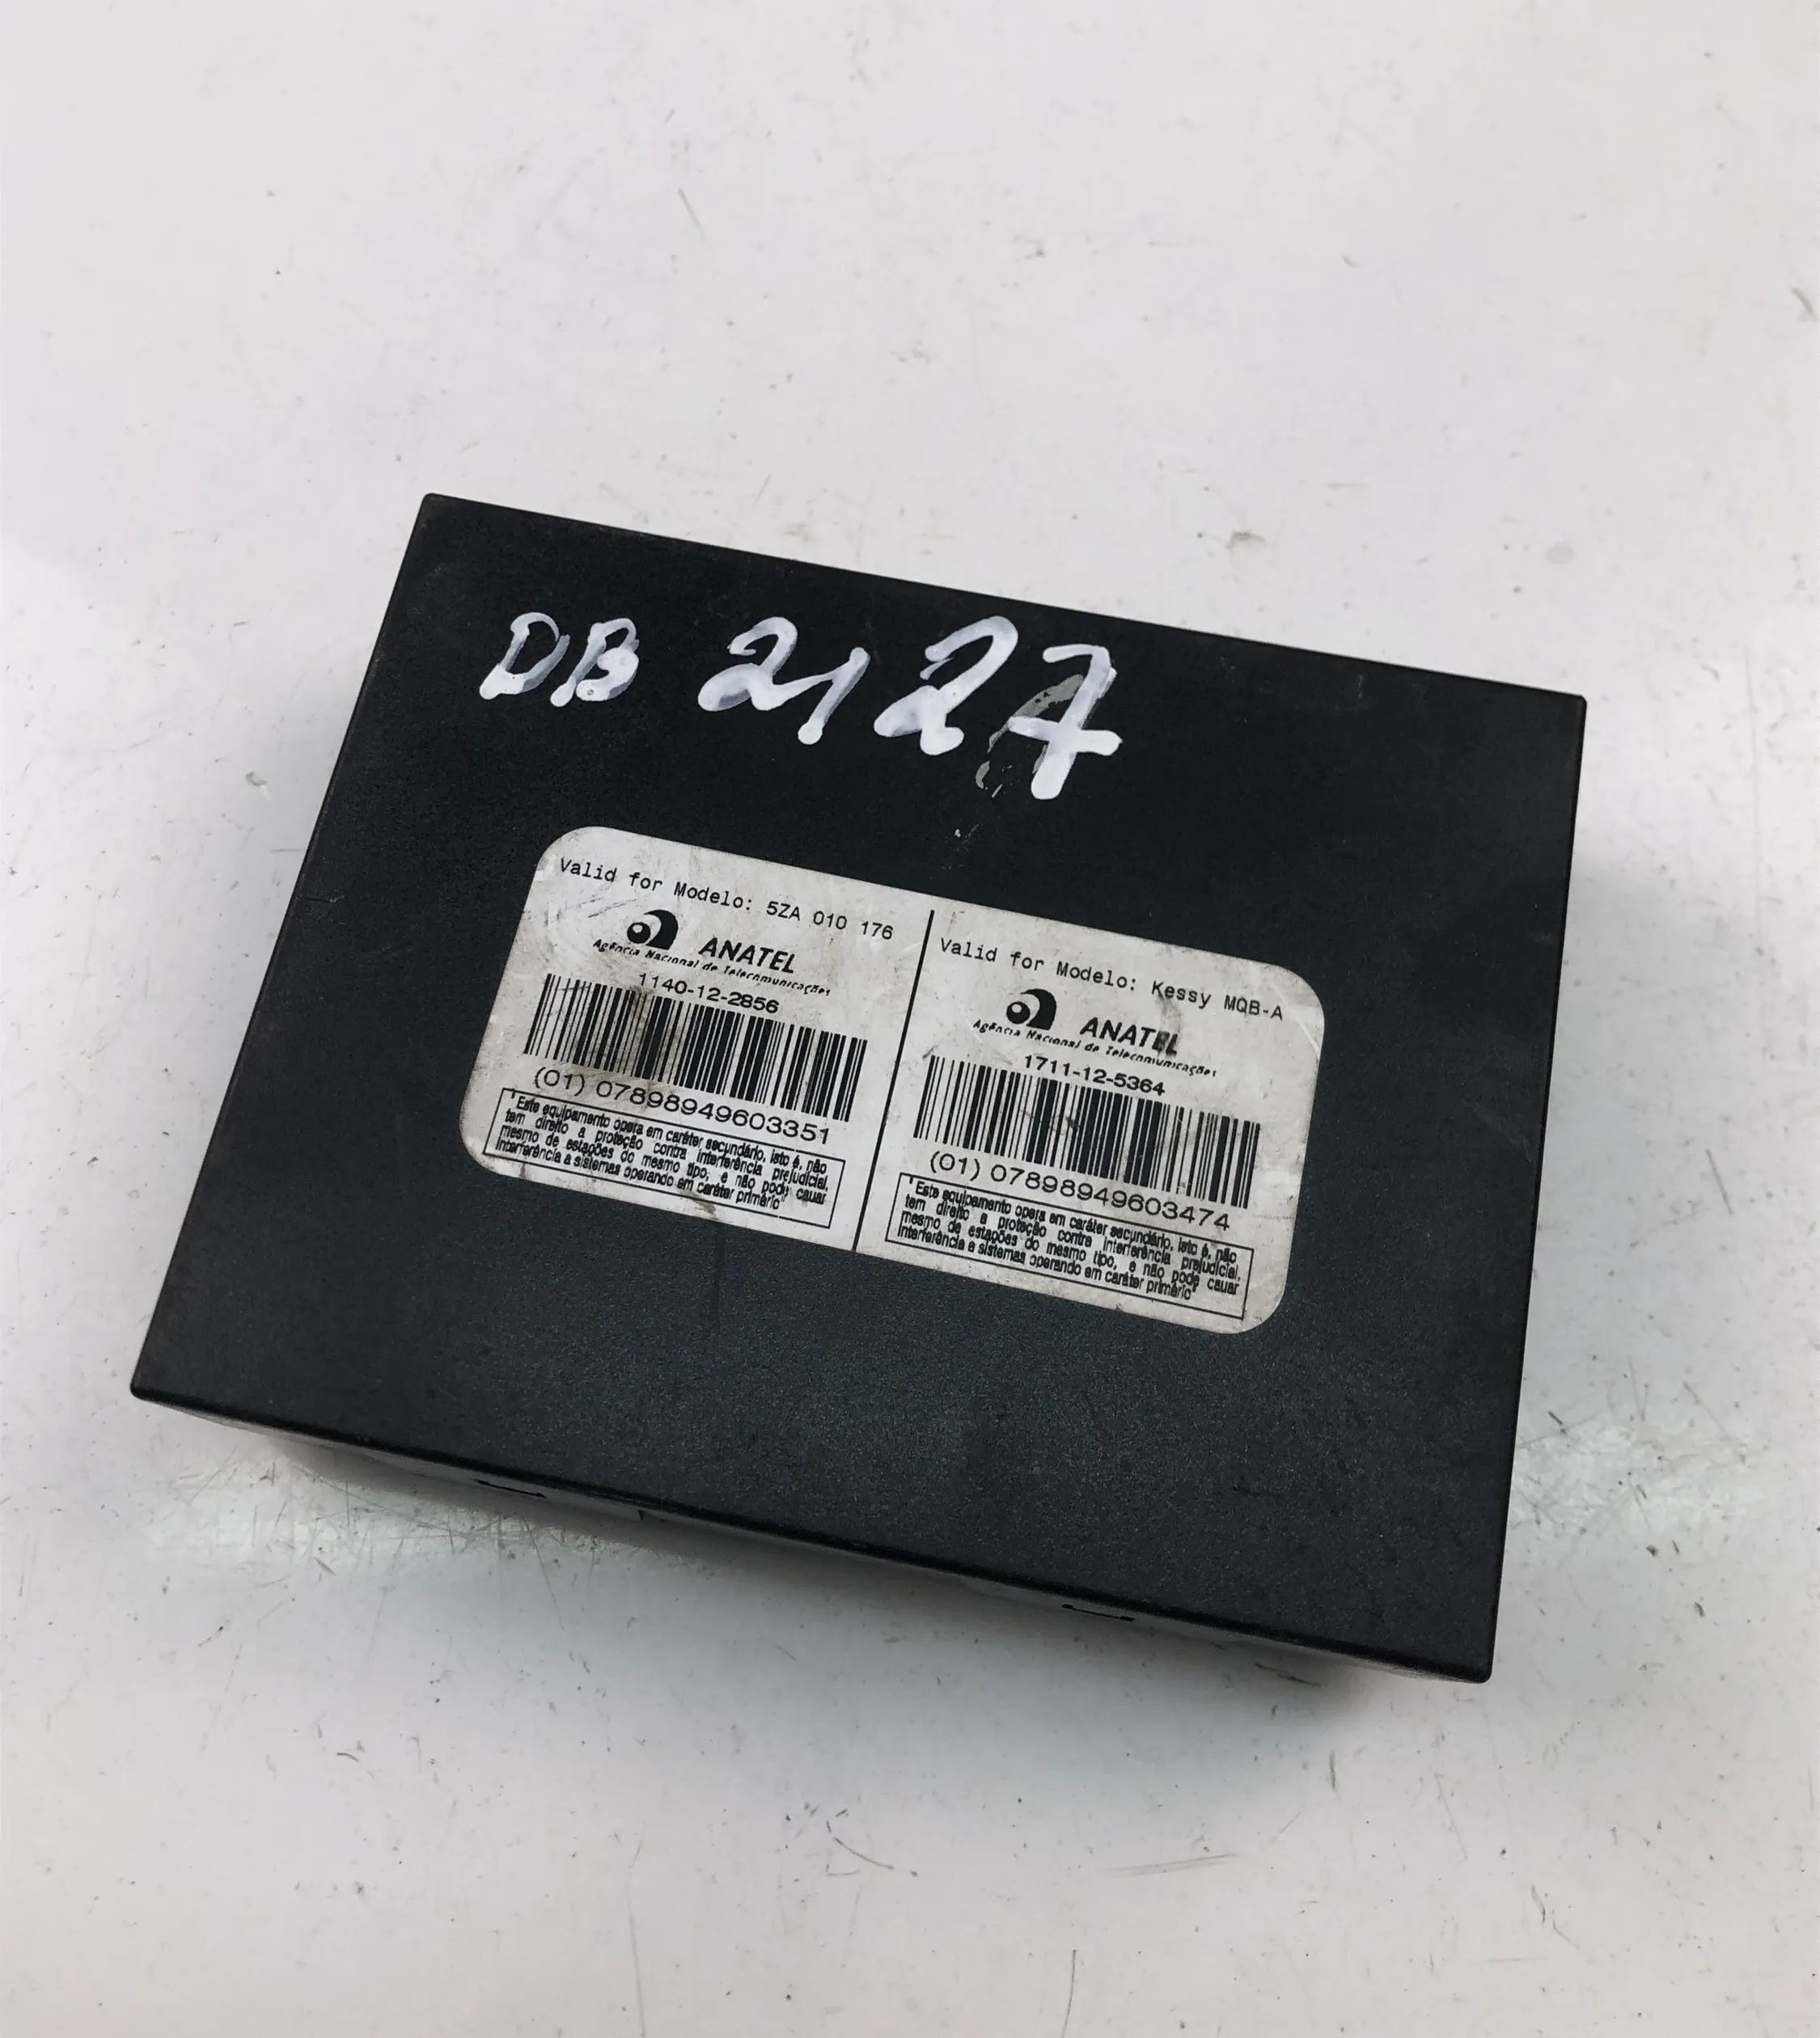 DB 2127
Valid for Modelo: 5ZA 010 176
ANATEL
Agência Nacional de Telecomunicações
1140-12-2856
(01) 07898949603351
"Este equipamento opera em caráter secundário, isto é, não
tem direito a proteção contra interferência prejudicial,
mesmo de estações do mesmo tipo, e não pode causar
interferência a sistemas operando em caráter primário"
Valid for Modelo: Kessy MQB-A
ANATEL
Agência Nacional de Telecomunicações
1711-12-5364
(01) 07898949603474
"Este equipamento opera em caráter secundário, isto é, não
tem direito a proteção contra interferência prejudicial,
mesmo de estações do mesmo tipo, e não pode causar
interferência a sistemas operando em caráter primário"